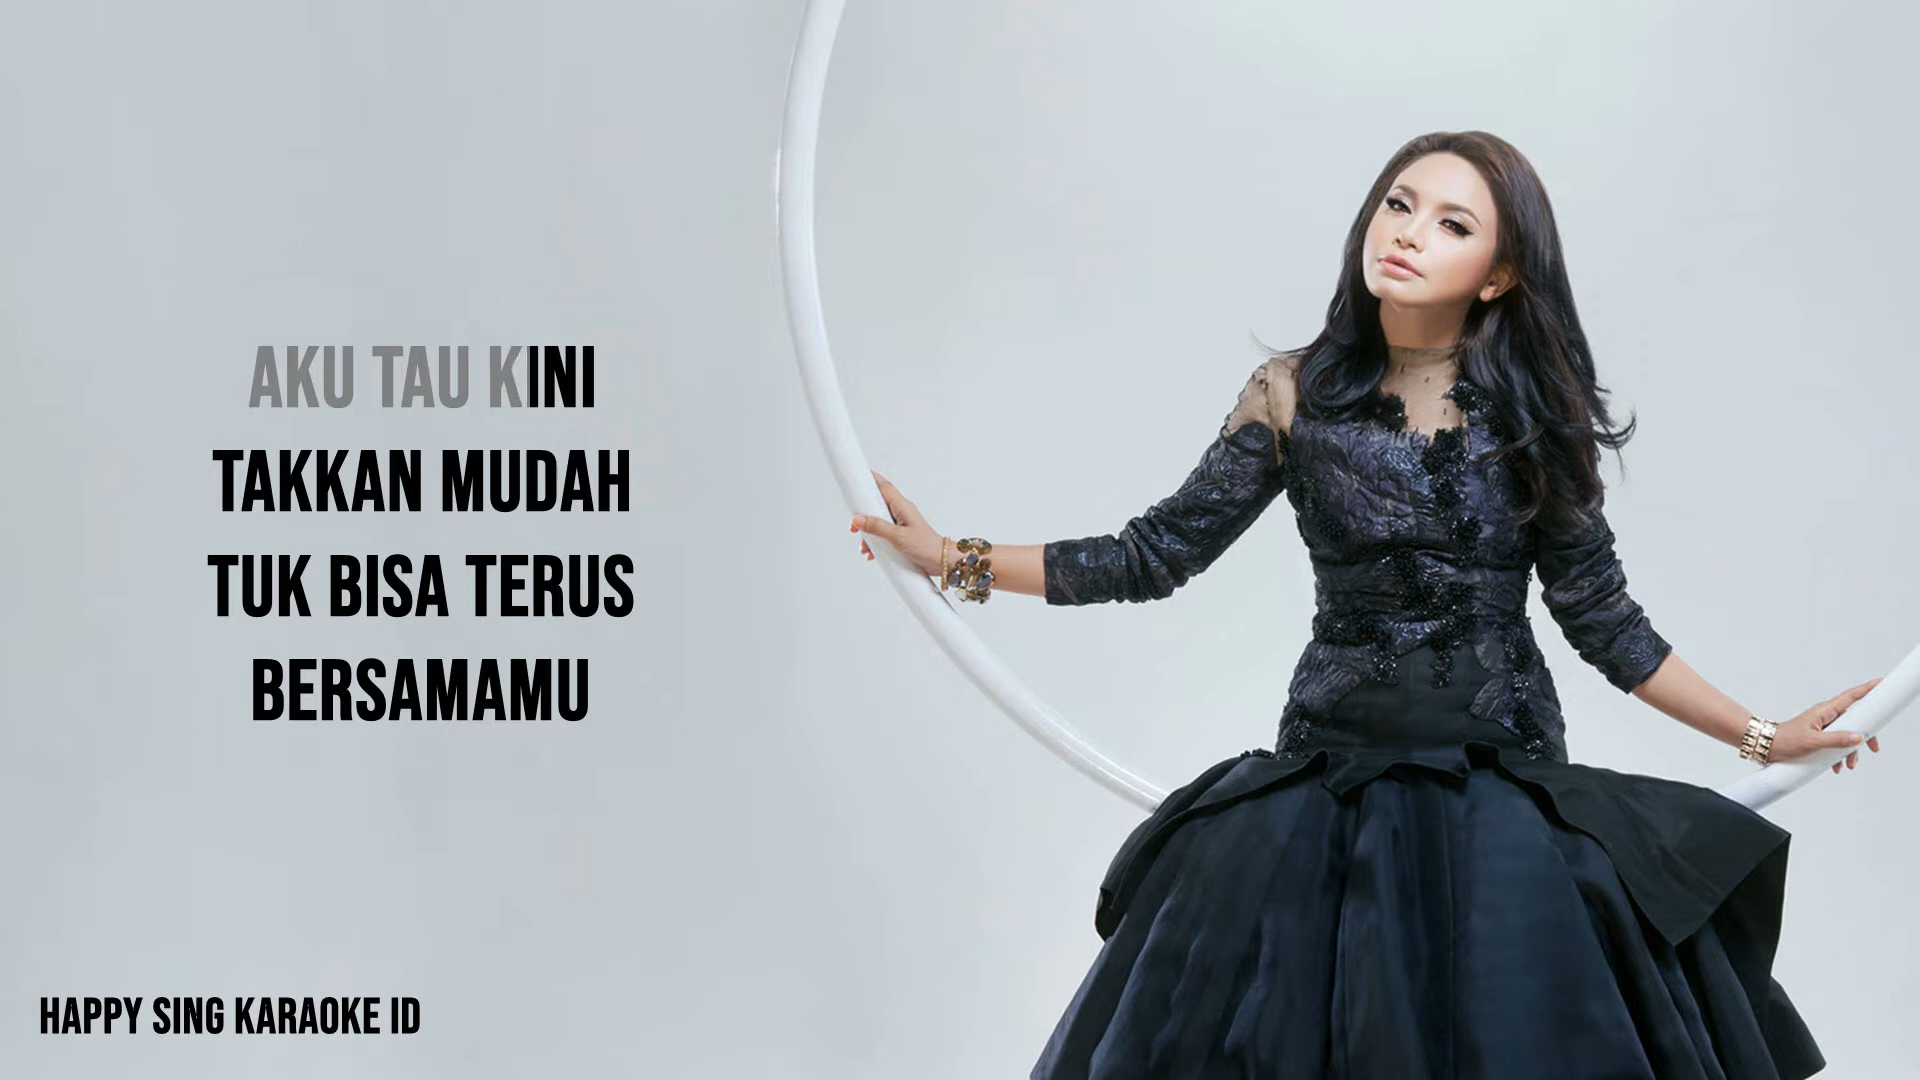 AKU TAU KINI
TAKKAN MUDAH
TUK BISA TERUS
BERSAMAMU
HAPPY SING KARAOKE ID